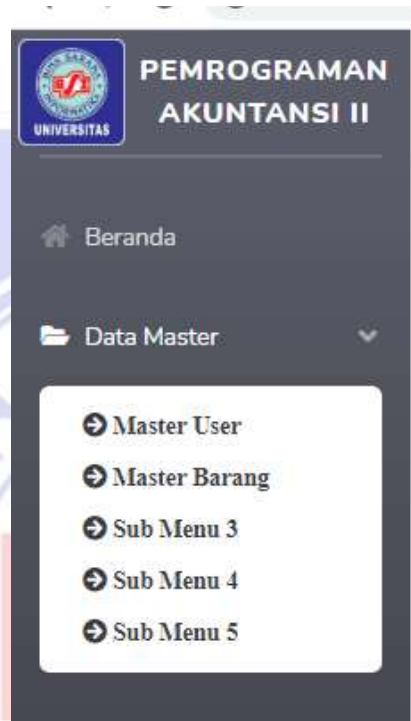 UNIVERSITAS
PEMROGRAMAN
AKUNTANSI II
Beranda
Data Master
Master User
Master Barang
Sub Menu 3
Sub Menu 4
Sub Menu 5